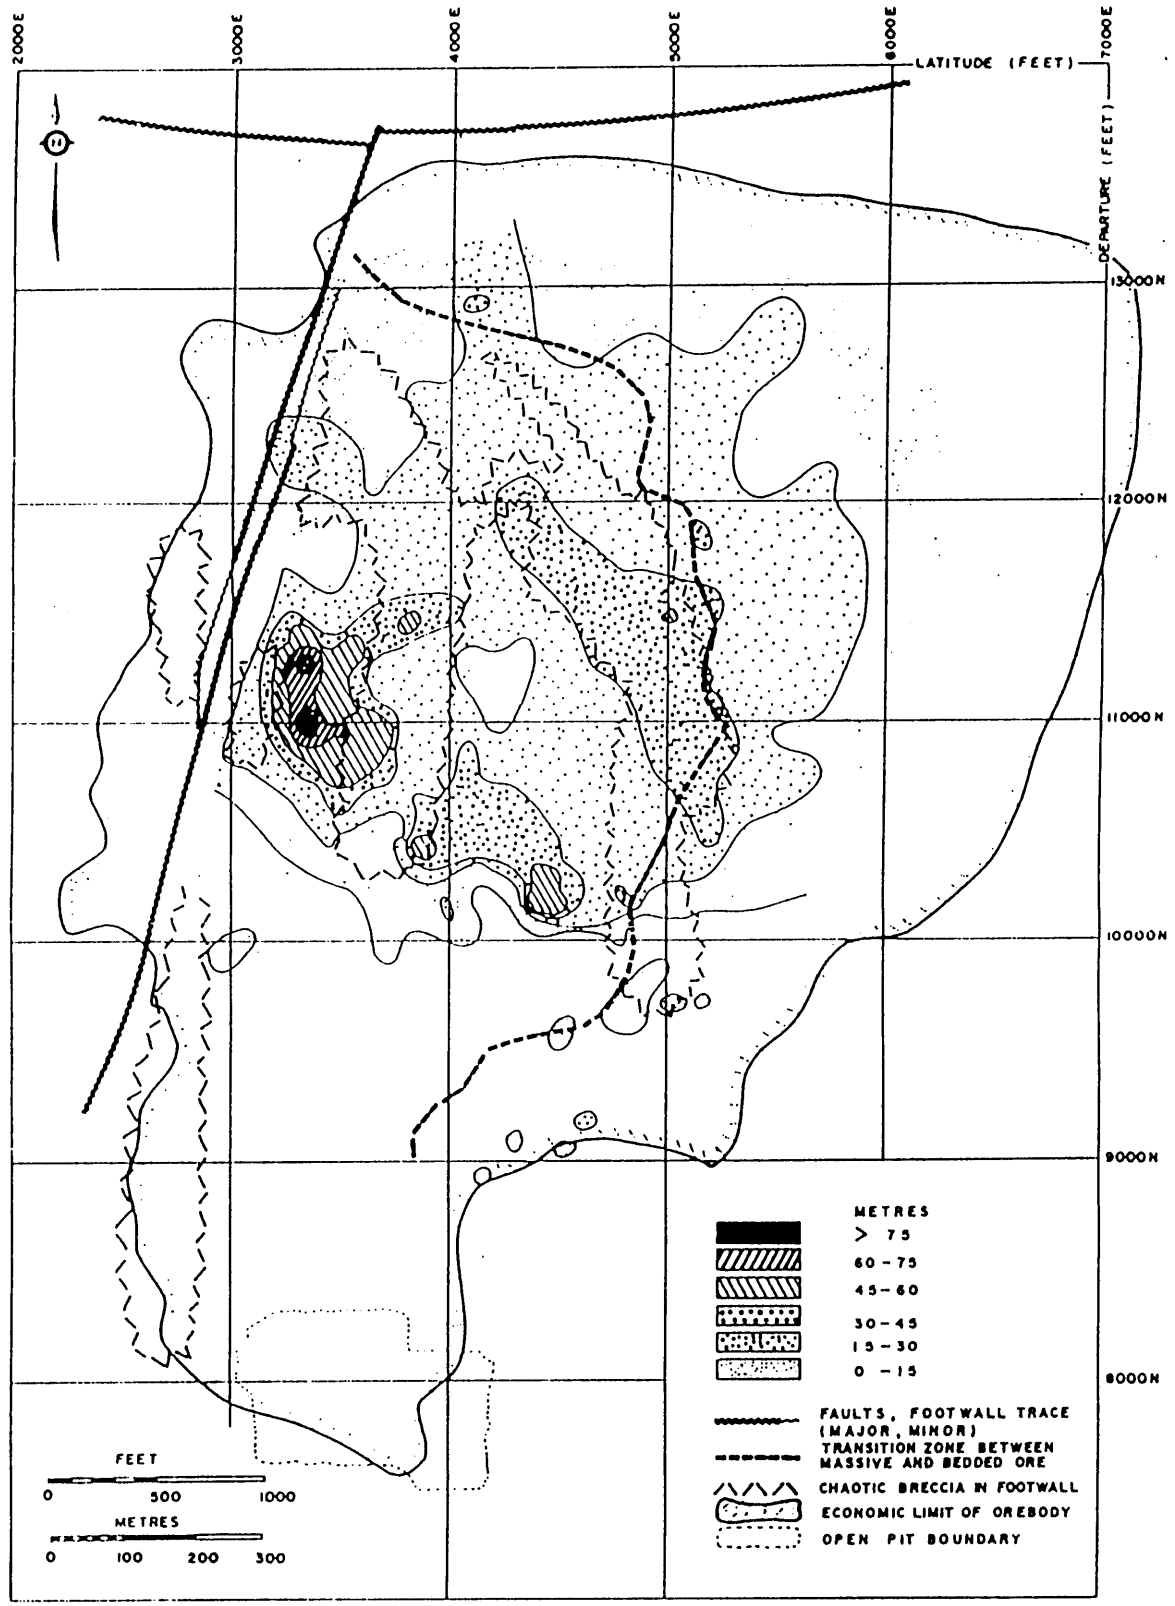 2000E
3000E
4000E
5000E
6000E
7000E
LATITUDE (FEET)
DEPARTURE (FEET)
N
13000N
12000N
11000N
10000N
9000N
8000N
METRES
> 75
60 - 75
45 - 60
30 - 45
15 - 30
0 - 15
FAULTS, FOOTWALL TRACE
(MAJOR, MINOR)
TRANSITION ZONE BETWEEN
MASSIVE AND BEDDED ORE
CHAOTIC BRECCIA IN FOOTWALL
ECONOMIC LIMIT OF OREBODY
OPEN PIT BOUNDARY
FEET
0 500 1000
METRES
0 100 200 300